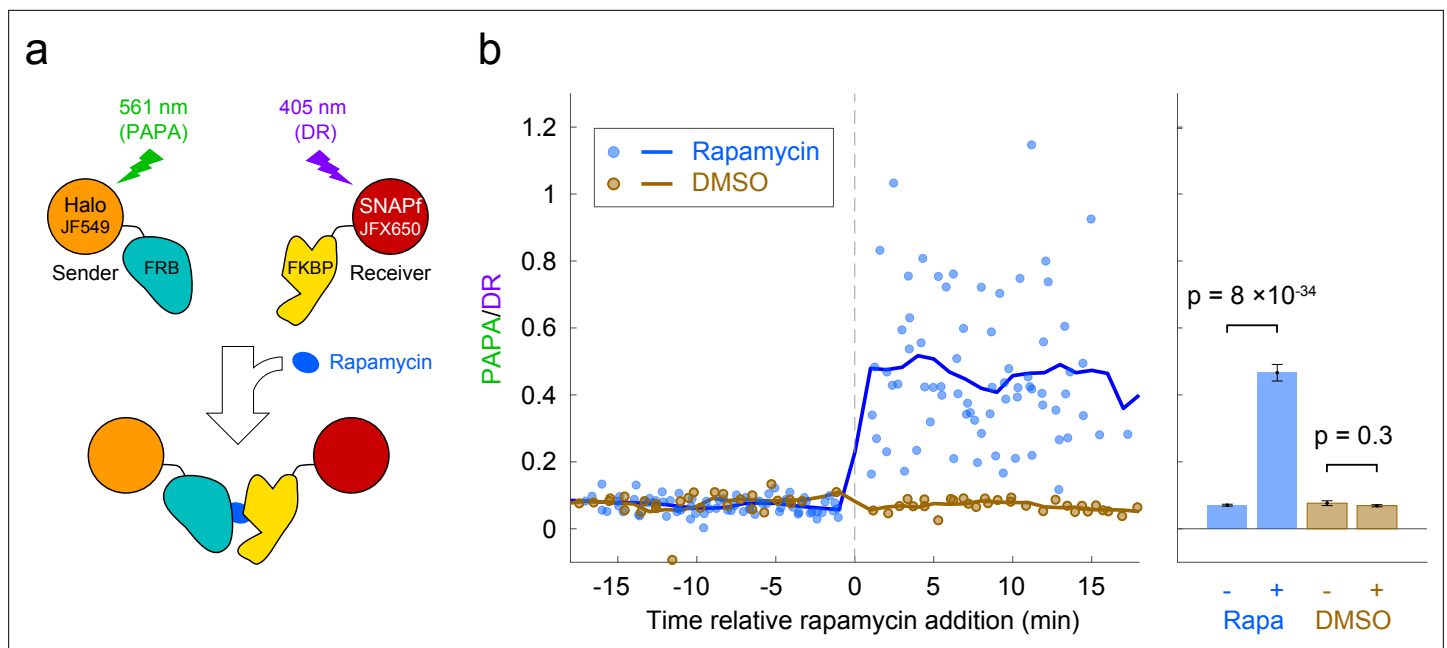 a
561 nm
(PAPA)
405 nm
(DR)
Halo
JF549
SNAPf
JFX650
Sender
FRB
FKBP
Receiver
Rapamycin
b
PAPA/DR
1.2
1
0.8
0.6
0.4
0.2
0
Rapamycin
DMSO
-15
-10
-5
0
5
10
15
Time relative rapamycin addition (min)
p = 8 ×10⁻³⁴
p = 0.3
- + - +
Rapa DMSO